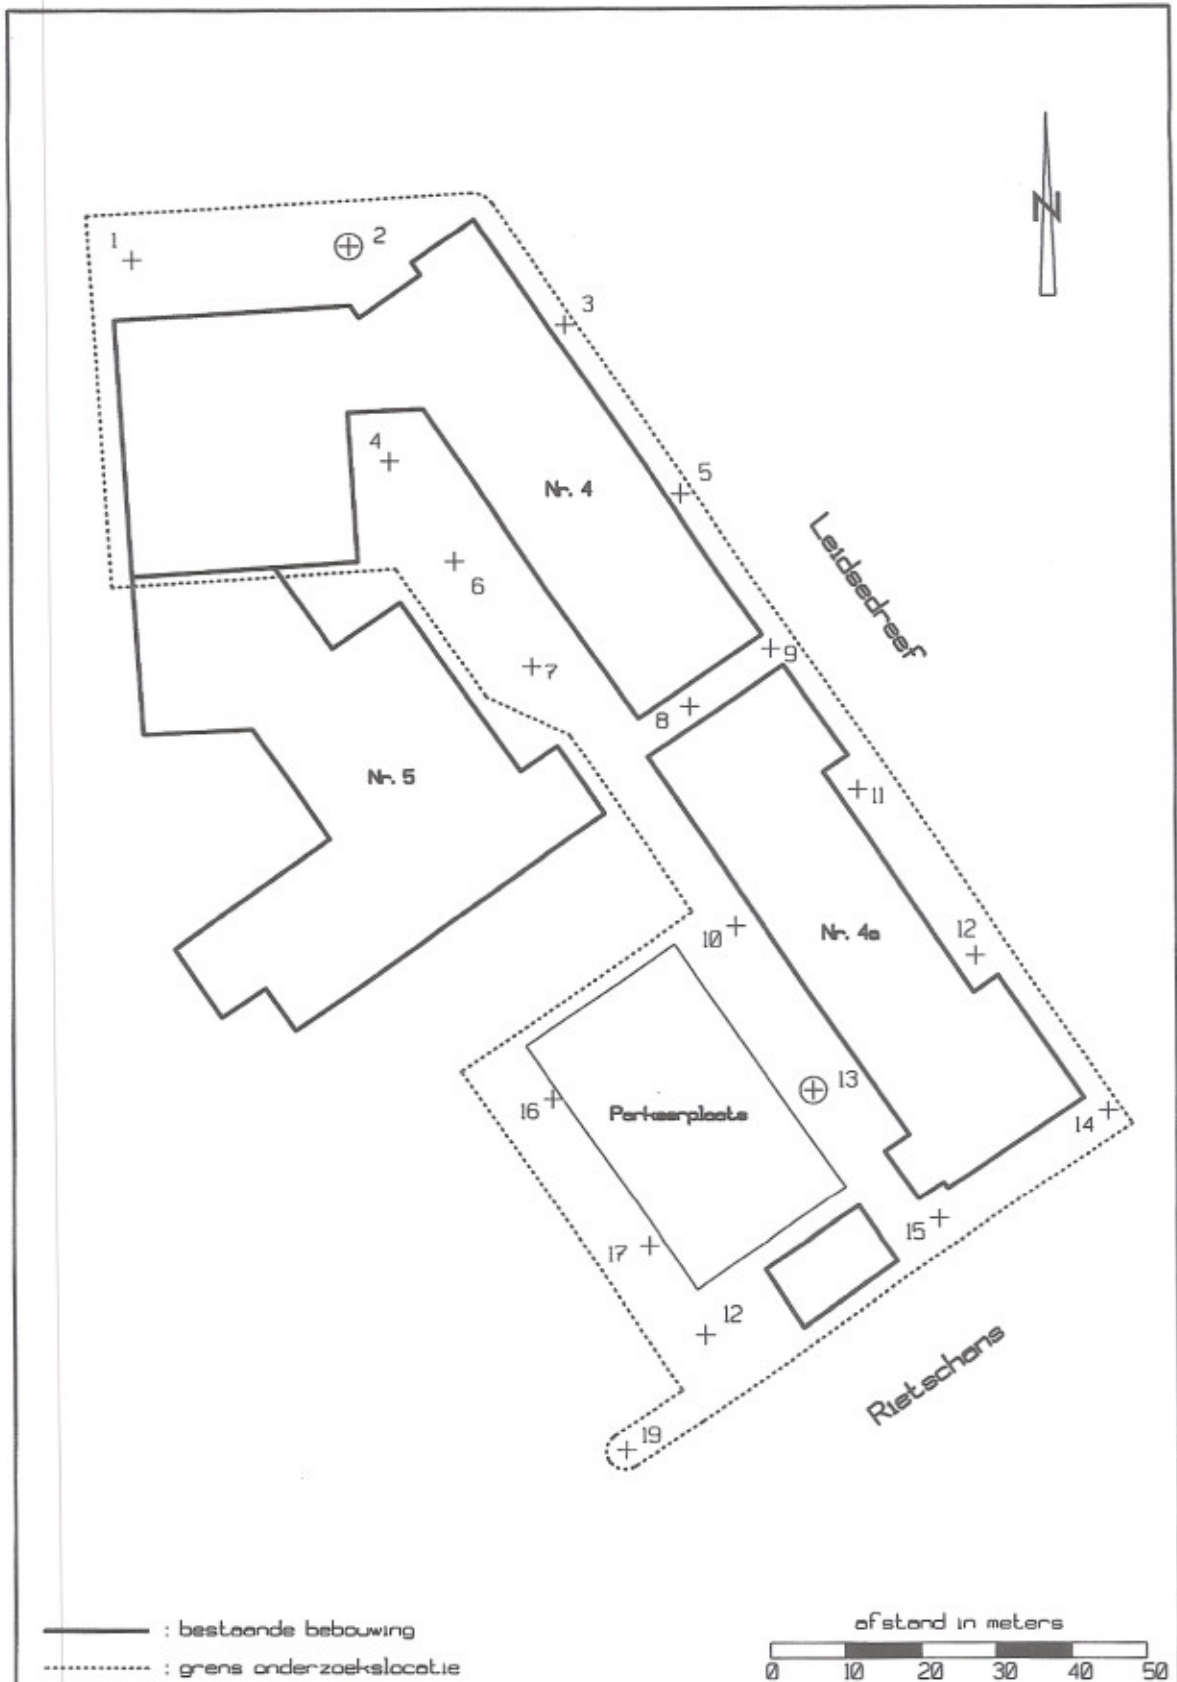 N
1
2
3
4
Nr. 4
5
Leidsedreef
6
7
9
8
Nr. 5
11
10
Nr. 4a
12
13
16
Parkeerplaats
14
15
17
12
Rietschans
19
: bestaande bebouwing
afstand in meters
: grens onderzoekslocatie
0 10 20 30 40 50